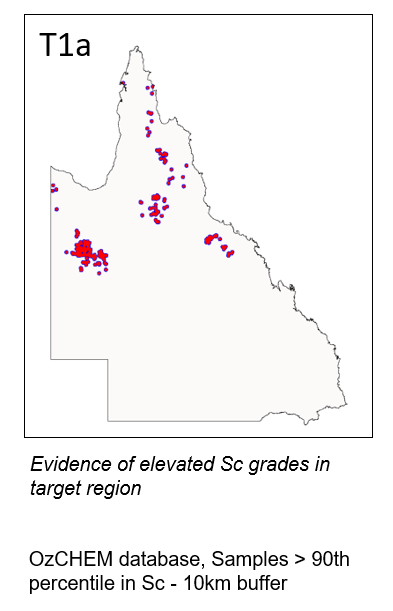 T1a
Evidence of elevated Sc grades in
target region
OzCHEM database, Samples > 90th
percentile in Sc - 10km buffer